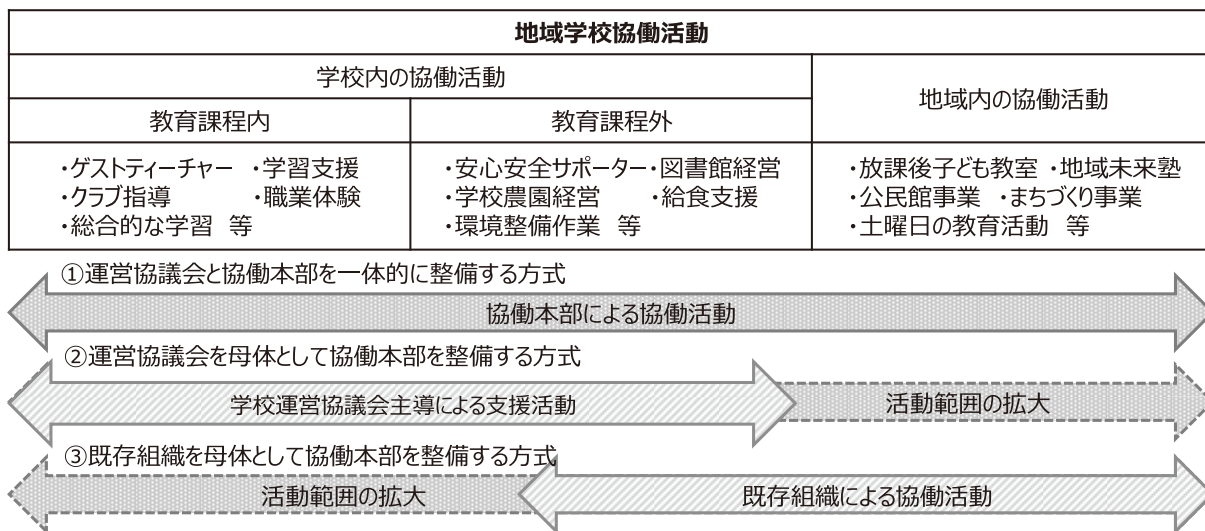 地域学校協働活動
学校内の協働活動
地域内の協働活動
教育課程内
教育課程外
・ゲストティーチャー ・学習支援
・クラブ指導 ・職業体験
・総合的な学習 等
・安心安全サポーター・図書館経営
・学校農園経営 ・給食支援
・環境整備作業 等
・放課後子ども教室 ・地域未来塾
・公民館事業 ・まちづくり事業
・土曜日の教育活動 等
①運営協議会と協働本部を一体的に整備する方式
協働本部による協働活動
②運営協議会を母体として協働本部を整備する方式
学校運営協議会主導による支援活動
活動範囲の拡大
③既存組織を母体として協働本部を整備する方式
活動範囲の拡大
既存組織による協働活動